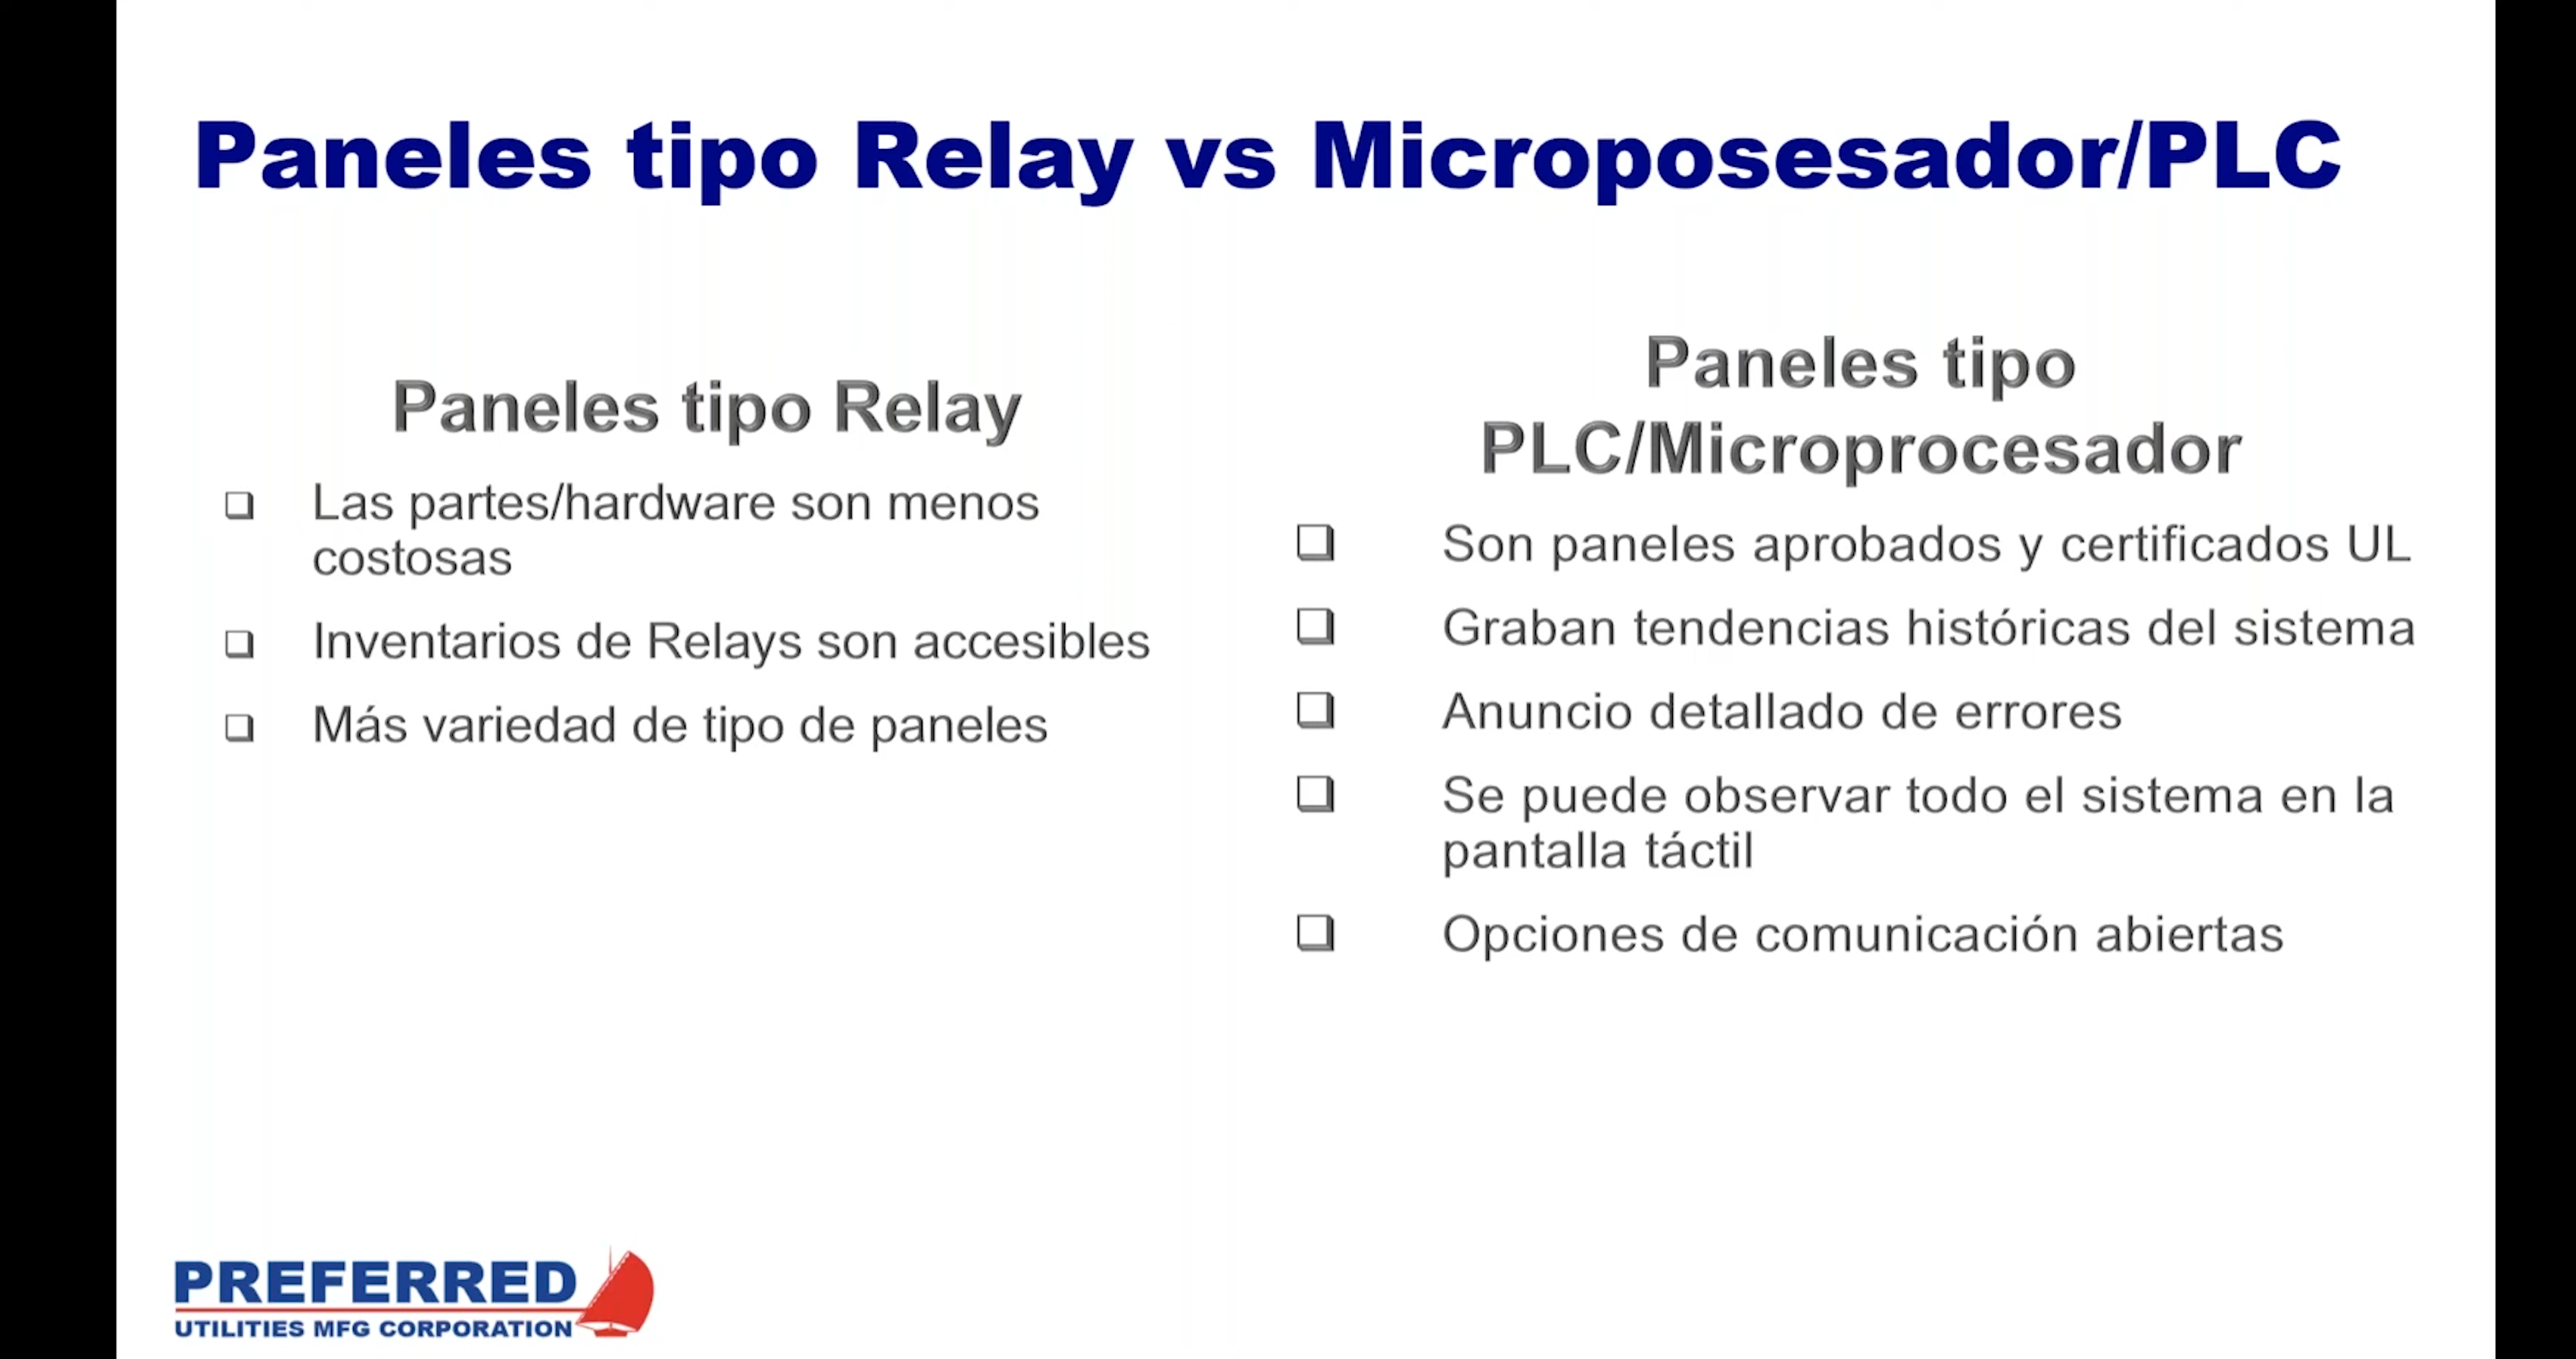 Paneles tipo Relay vs Microposesador/PLC
Paneles tipo Relay
Las partes/hardware son menos
costosas
Inventarios de Relays son accesibles
Más variedad de tipo de paneles
Paneles tipo
PLC/Microprocesador
Son paneles aprobados y certificados UL
Graban tendencias históricas del sistema
Anuncio detallado de errores
Se puede observar todo el sistema en la
pantalla táctil
Opciones de comunicación abiertas
PREFERRED
UTILITIES MFG CORPORATION